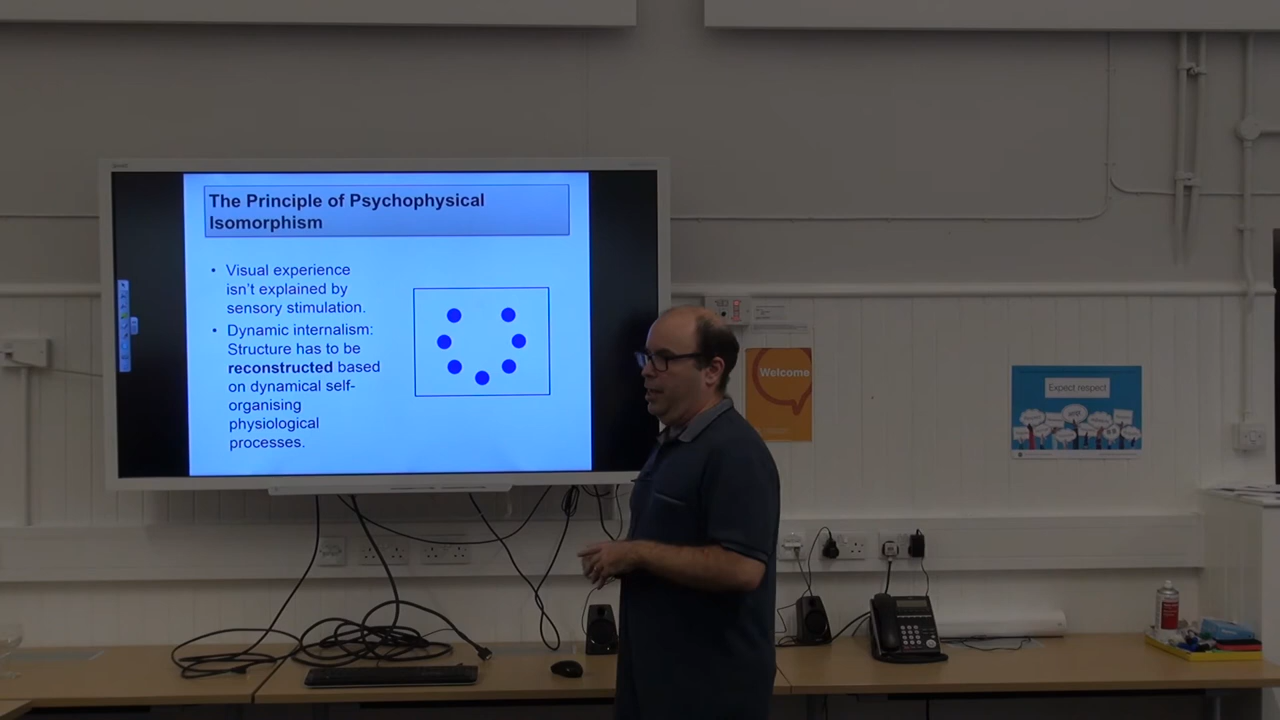 The Principle of Psychophysical
Isomorphism
• Visual experience
isn't explained by
sensory stimulation.
• Dynamic internalism:
Structure has to be
reconstructed based
on dynamical self-
organising
physiological
processes.
Welcome
Expect respect